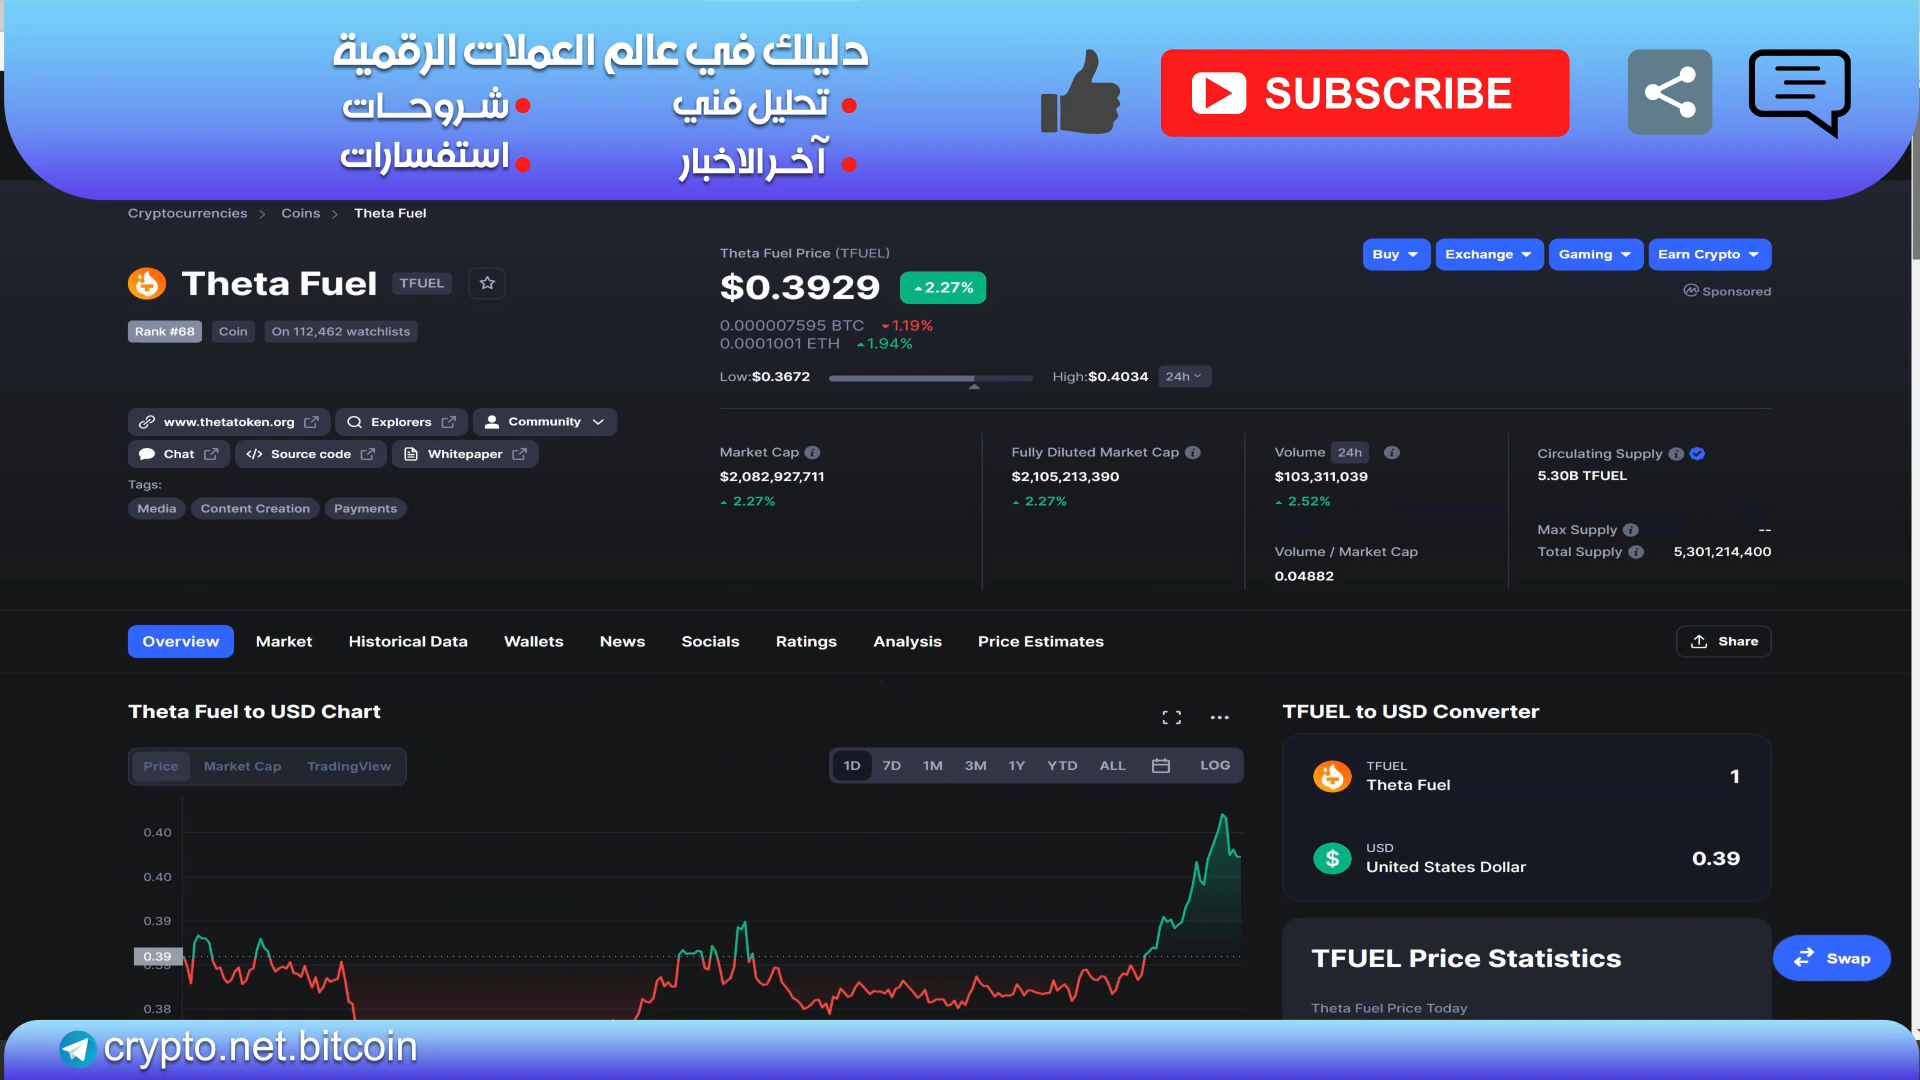 دليلك في عالم العملات الرقمية
تحليل فني
شروحات
آخر الاخبار
استفسارات
SUBSCRIBE
Cryptocurrencies > Coins > Theta Fuel
Theta Fuel TFUEL
Rank #68 Coin On 112,462 watchlists
www.thetatoken.org Explorers Community
Chat Source code Whitepaper
Tags:
Media Content Creation Payments
Theta Fuel Price (TFUEL)
$0.3929 2.27%
0.000007595 BTC 1.19%
0.0001001 ETH 1.94%
Low:$0.3672 High:$0.4034 24h
Buy Exchange Gaming Earn Crypto
Sponsored
Market Cap
$2,082,927,711
2.27%
Fully Diluted Market Cap
$2,105,213,390
2.27%
Volume 24h
$103,311,039
2.52%
Volume / Market Cap
0.04882
Circulating Supply
5.30B TFUEL
Max Supply --
Total Supply 5,301,214,400
Overview Market Historical Data Wallets News Socials Ratings Analysis Price Estimates Share
Theta Fuel to USD Chart
Price Market Cap TradingView
1D 7D 1M 3M 1Y YTD ALL LOG
0.40
0.40
0.39
0.39
0.38
TFUEL to USD Converter
TFUEL
Theta Fuel 1
USD
United States Dollar 0.39
TFUEL Price Statistics
Theta Fuel Price Today
Swap
crypto.net.bitcoin